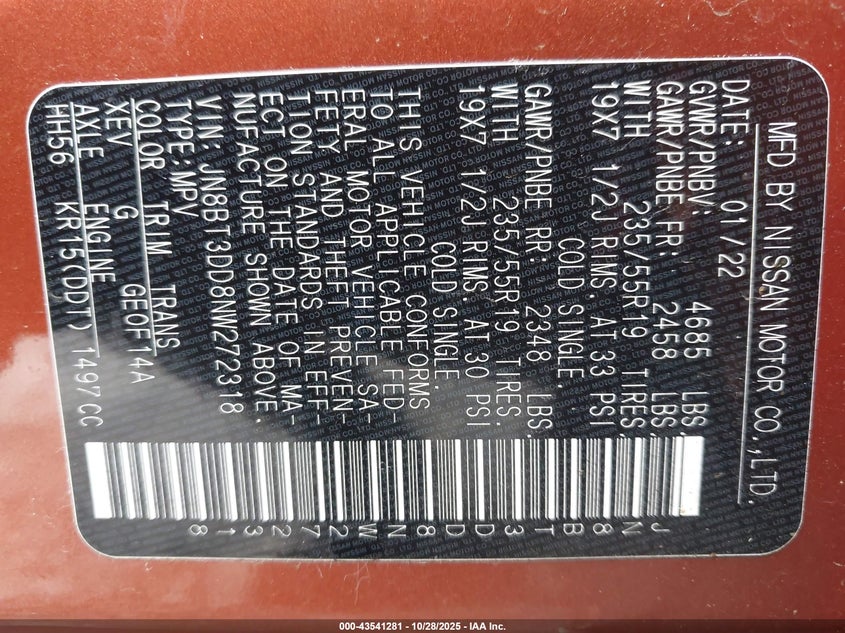 MFD BY NISSAN MOTOR CO.,LTD.
DATE: 01/22
GVWR/PNBV: 4685 LBS.
GAWR/PNBE FR: 2458 LBS.
WITH 235/55R19 TIRES.
19X7 1/2J RIMS. AT 33 PSI
COLD SINGLE.
GAWR/PNBE RR: 2348 LBS.
WITH 235/55R19 TIRES.
19X7 1/2J RIMS. AT 30 PSI
COLD SINGLE.
THIS VEHICLE CONFORMS
TO ALL APPLICABLE FED-
ERAL MOTOR VEHICLE SA-
FETY AND THEFT PREVEN-
TION STANDARDS IN EFF-
ECT ON THE DATE OF MA-
NUFACTURE SHOWN ABOVE.
VIN: JN8BT3DD8NW272318
TYPE: MPV
COLOR TRIM TRANS
XEV G GE0F14A
AXLE ENGINE
HH56 KR15(DDT) 1497CC
JN8BT3DD8NW272318
000-43541281 - 10/28/2025 - IAA Inc.